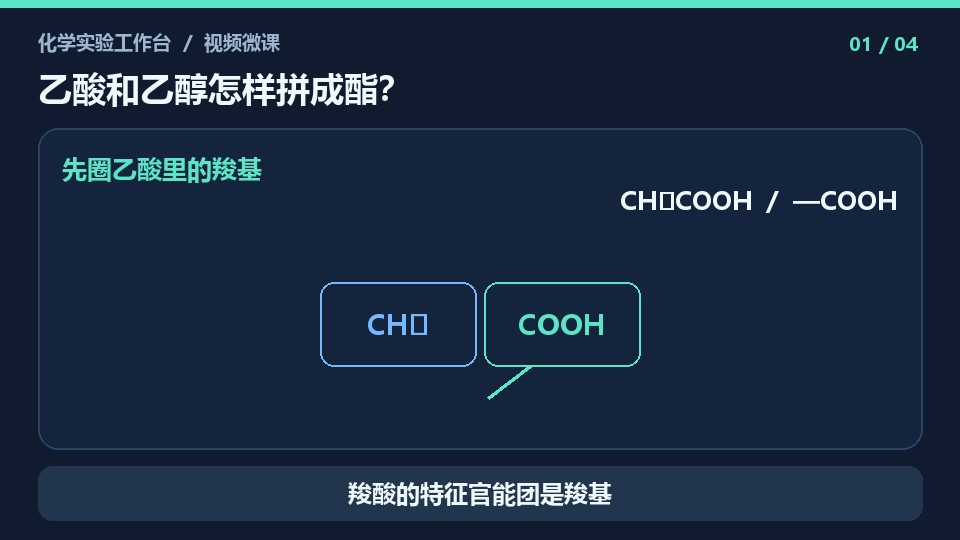 化学实验工作台 / 视频微课
01 / 04
乙酸和乙醇怎样拼成酯？
先圈乙酸里的羧基
CH▯COOH / —COOH
CH▯
COOH
羧酸的特征官能团是羧基